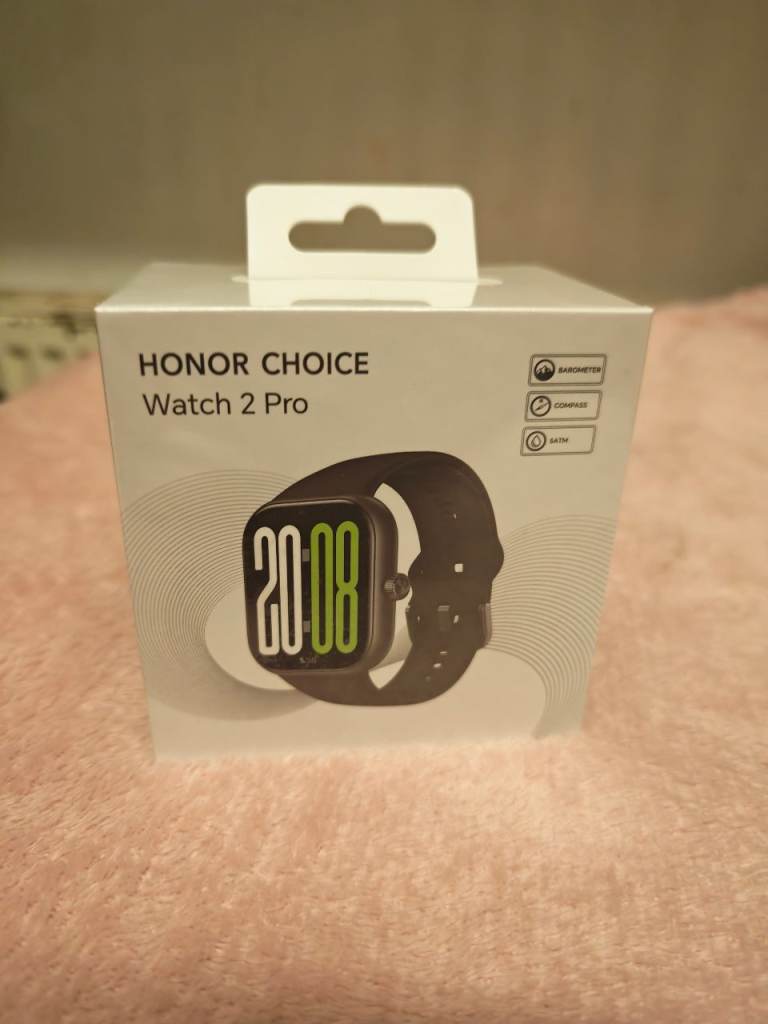 HONOR CHOICE
Watch 2 Pro
BAROMETER
COMPASS
5ATM
20:08